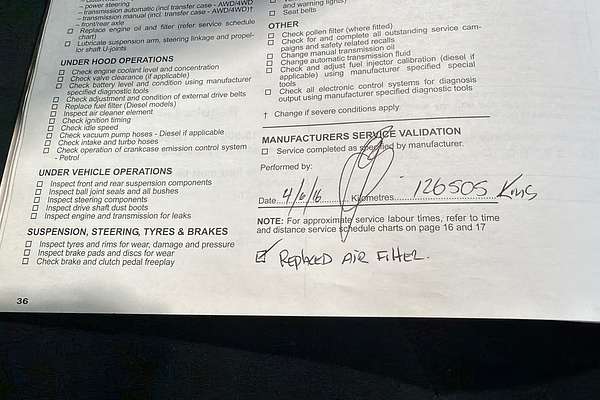 – power steering
– transmission automatic (incl. transfer case - AWD/4WD)
– transmission manual (incl. transfer case - AWD/4WD)†
– front/rear axle
☐ Replace engine oil and filter (refer service schedule chart)
☐ Lubricate suspension arm, steering linkage and propellor shaft U-joints
UNDER HOOD OPERATIONS
☐ Check engine coolant level and concentration
☐ Check valve clearance (if applicable)
☐ Check battery level and condition using manufacturer
specified diagnostic tools
☐ Check adjustment and condition of external drive belts
☐ Replace fuel filter (Diesel models)
☐ Inspect air cleaner element
☐ Check ignition timing
☐ Check idle speed
☐ Check vacuum pump hoses - Diesel if applicable
☐ Check intake and turbo hoses
☐ Check operation of crankcase emission control system
- Petrol
UNDER VEHICLE OPERATIONS
☐ Inspect front and rear suspension components
☐ Inspect ball joint seals and all bushes
☐ Inspect steering components
☐ Inspect drive shaft dust boots
☐ Inspect engine and transmission for leaks
SUSPENSION, STEERING, TYRES & BRAKES
☐ Inspect tyres and rims for wear, damage and pressure
☐ Inspect brake pads and discs for wear
☐ Check brake and clutch pedal freeplay
36
and warning lights)
☐ Seat belts
OTHER
☐ Check pollen filter (where fitted)
☐ Check for and complete all outstanding service cam-
paigns and safety related recalls
☐ Change manual transmission oil
☐ Change automatic transmission fluid
☐ Check and adjust fuel injector calibration (diesel if
applicable) using manufacturer specified special
tools
☐ Check all electronic control systems for diagnosis
output using manufacturer specified diagnostic tools
† Change if severe conditions apply
MANUFACTURERS SERVICE VALIDATION
☐ Service completed as specified by manufacturer.
Performed by:
Date 4/6/16 Kilometres 126505 Kms
NOTE: For approximate service labour times, refer to time
and distance service schedule charts on page 16 and 17
☑ REPLACED AIR FILTER.